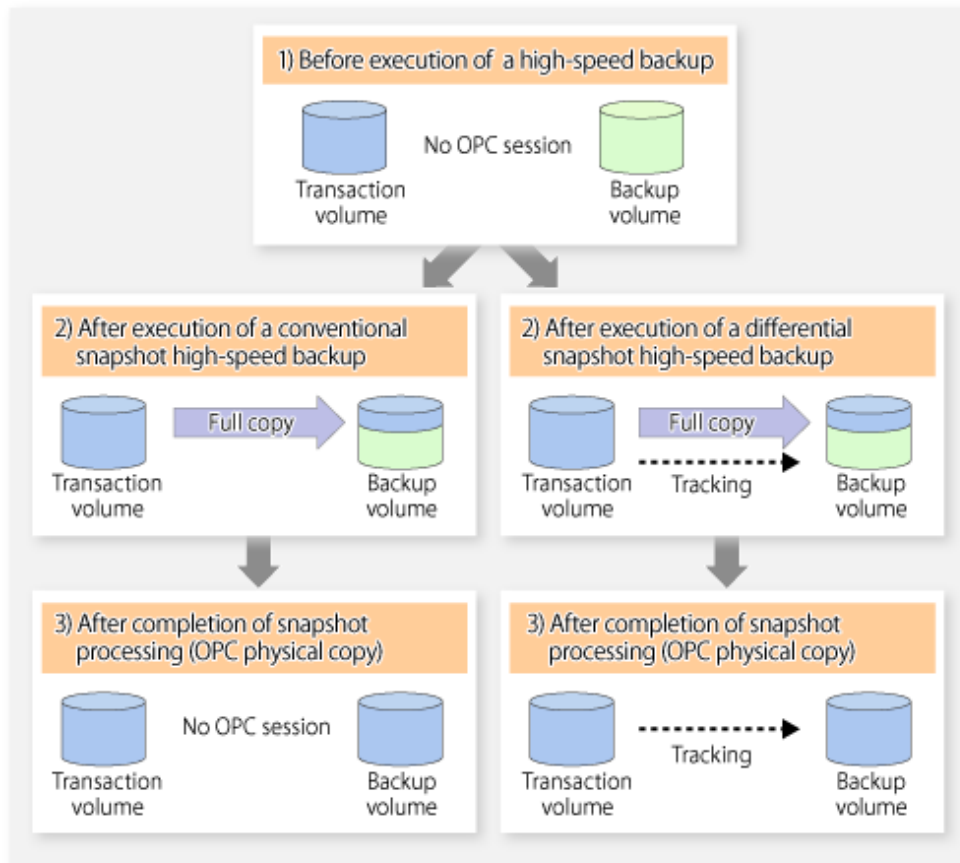 1) Before execution of a high-speed backup
No OPC session
Transaction
volume
Backup
volume
2) After execution of a conventional
snapshot high-speed backup
Full copy
Transaction
volume
Backup
volume
2) After execution of a differential
snapshot high-speed backup
Full copy
Tracking
Transaction
volume
Backup
volume
3) After completion of snapshot
processing (OPC physical copy)
No OPC session
Transaction
volume
Backup
volume
3) After completion of snapshot
processing (OPC physical copy)
Tracking
Transaction
volume
Backup
volume